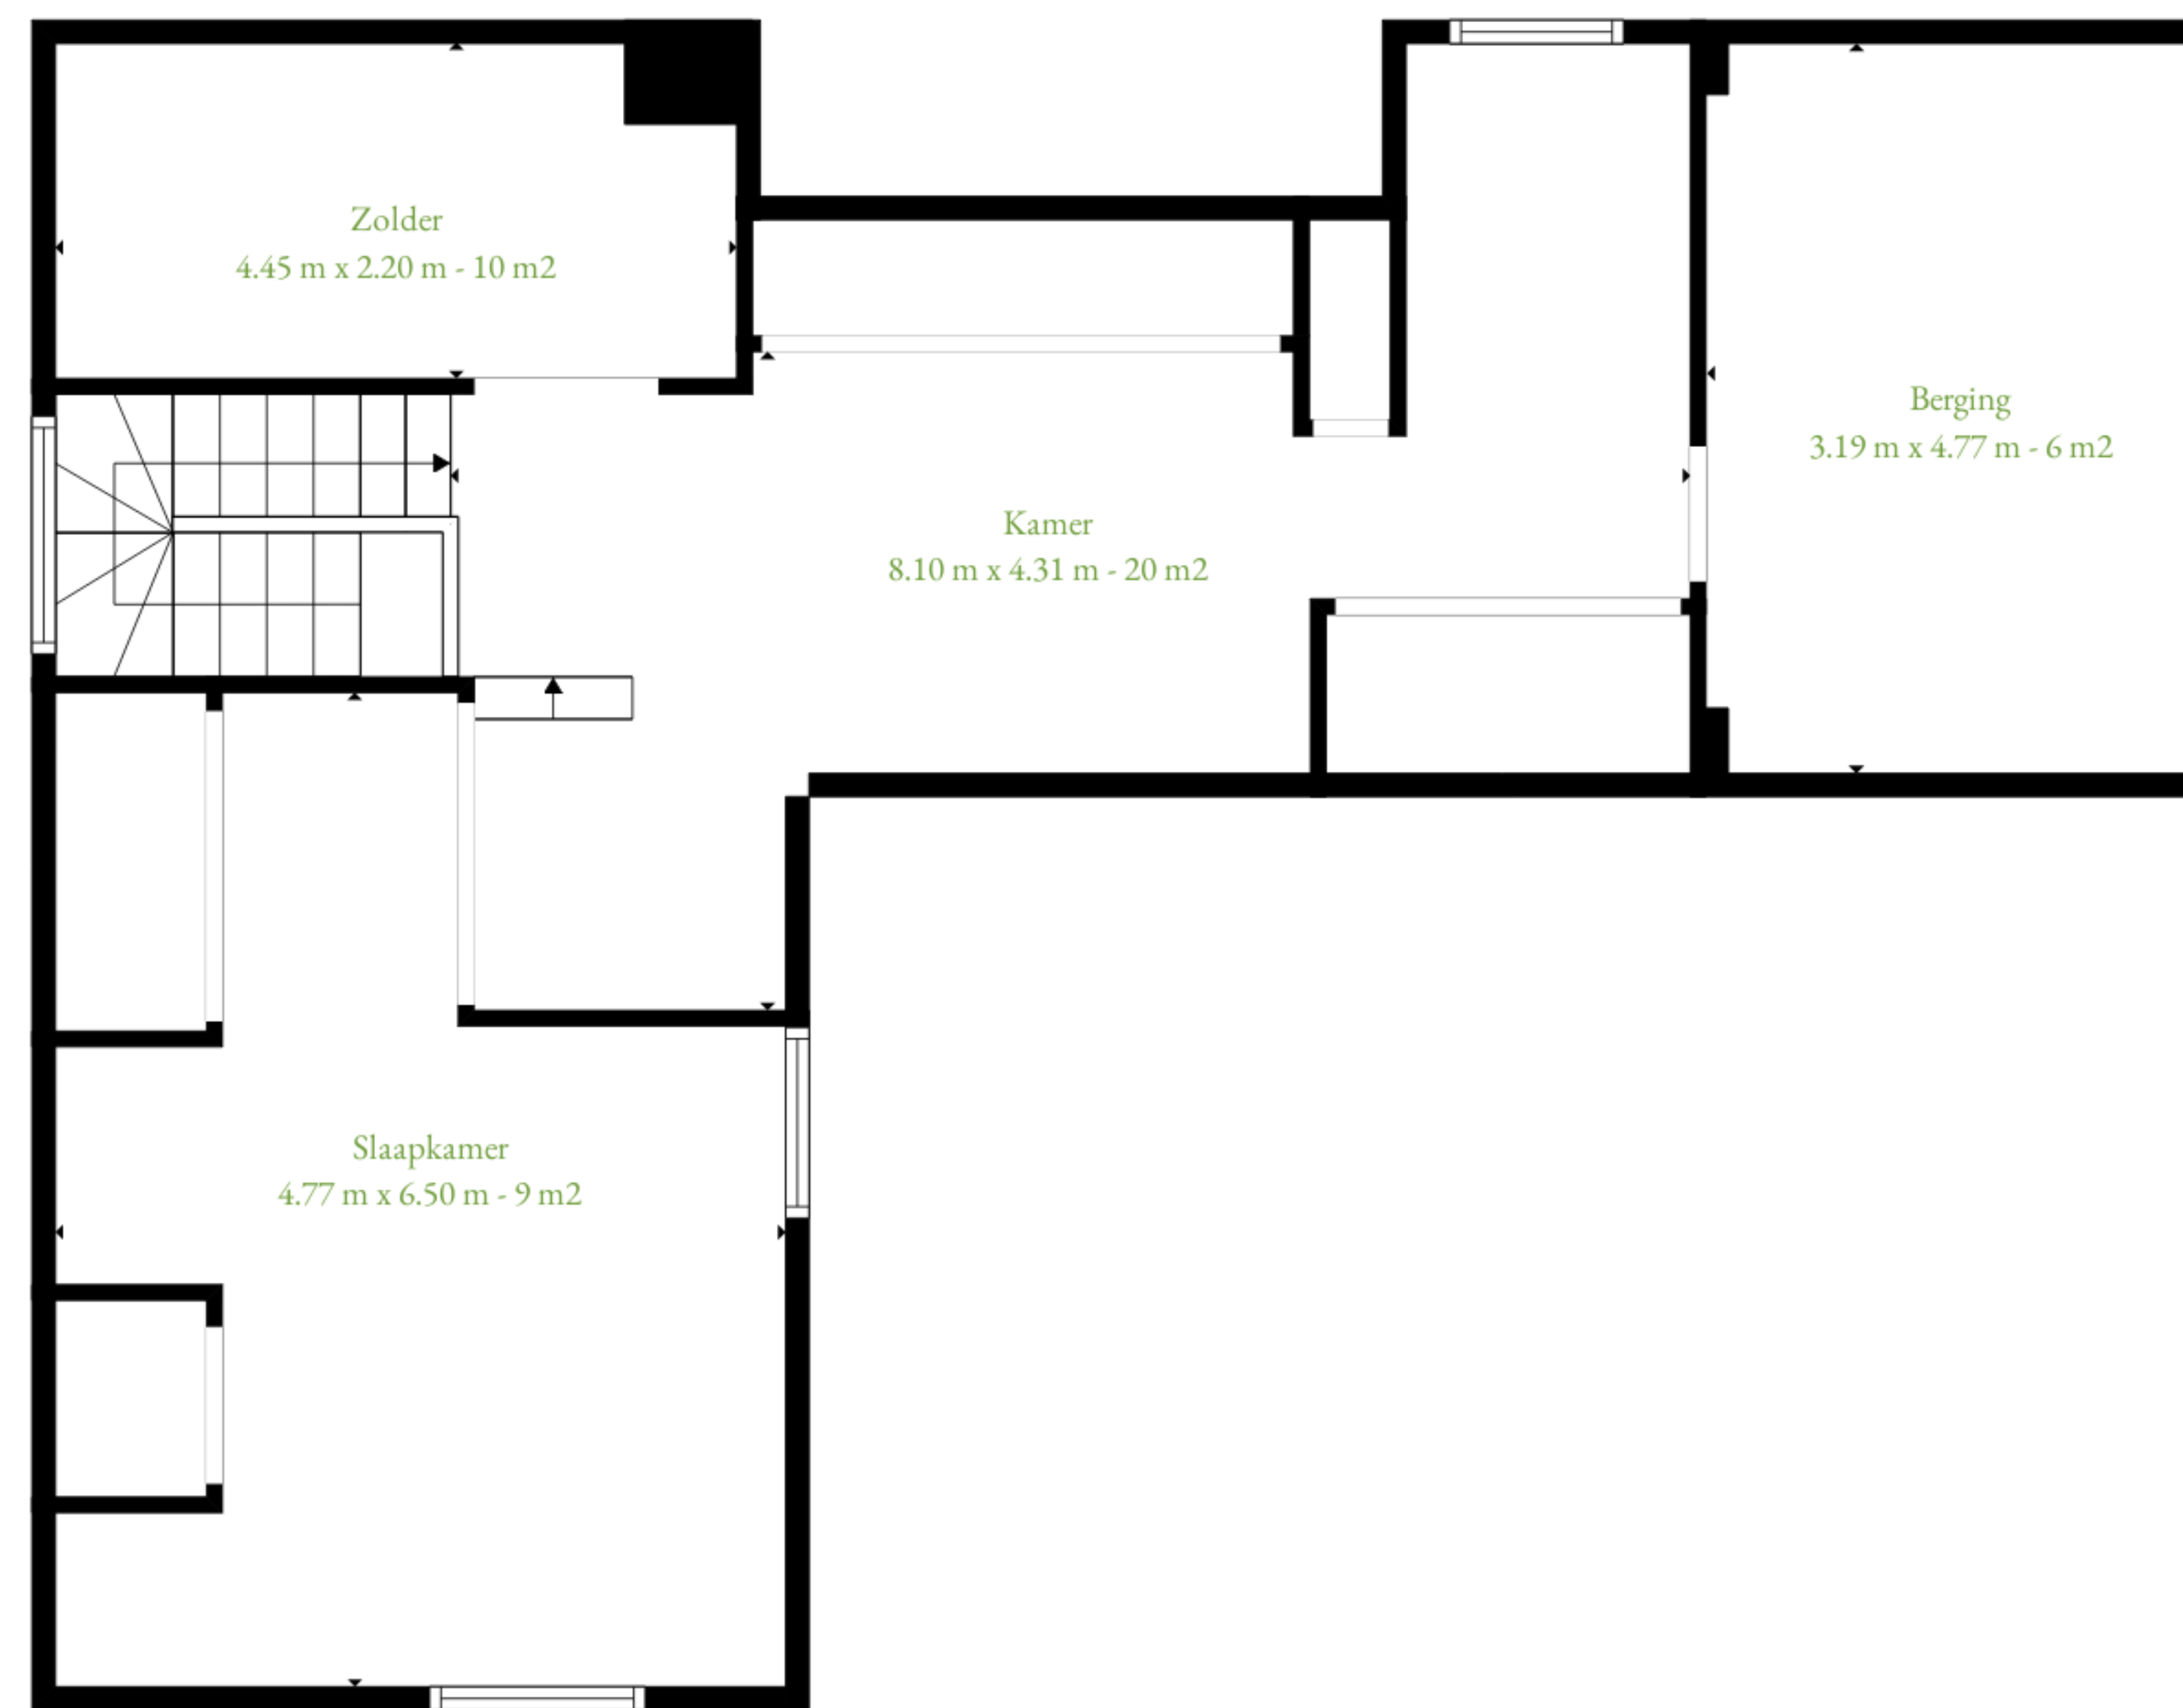 Zolder
4.45 m x 2.20 m - 10 m2
Berging
3.19 m x 4.77 m - 6 m2
Kamer
8.10 m x 4.31 m - 20 m2
Slaapkamer
4.77 m x 6.50 m - 9 m2